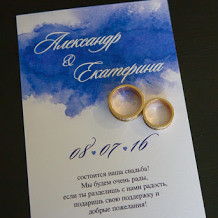 Александр
&
Екатерина
08 • 07 • 16
состоится наша свадьба!
Мы будем очень рады,
если ты разделишь с нами радость,
подаришь свою поддержку и
добрые пожелания!